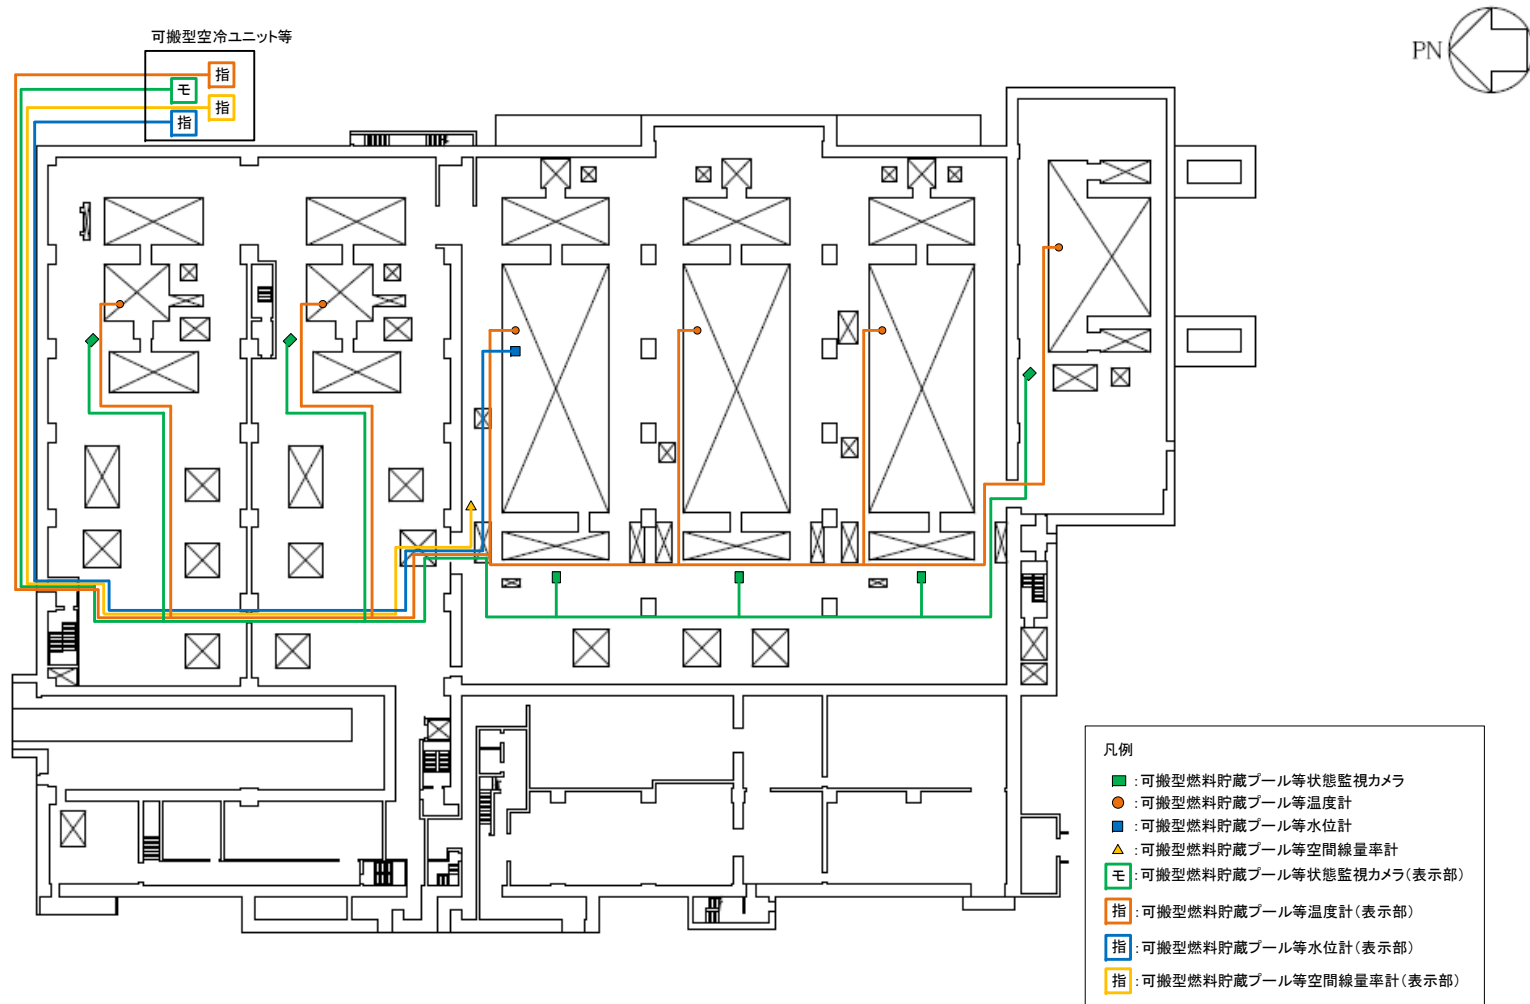 可搬型空冷ユニット等
指
モ
指
指
PN
凡例
：可搬型燃料貯蔵プール等状態監視カメラ
：可搬型燃料貯蔵プール等温度計
：可搬型燃料貯蔵プール等水位計
：可搬型燃料貯蔵プール等空間線量率計
モ：可搬型燃料貯蔵プール等状態監視カメラ（表示部）
指：可搬型燃料貯蔵プール等温度計（表示部）
指：可搬型燃料貯蔵プール等水位計（表示部）
指：可搬型燃料貯蔵プール等空間線量率計（表示部）